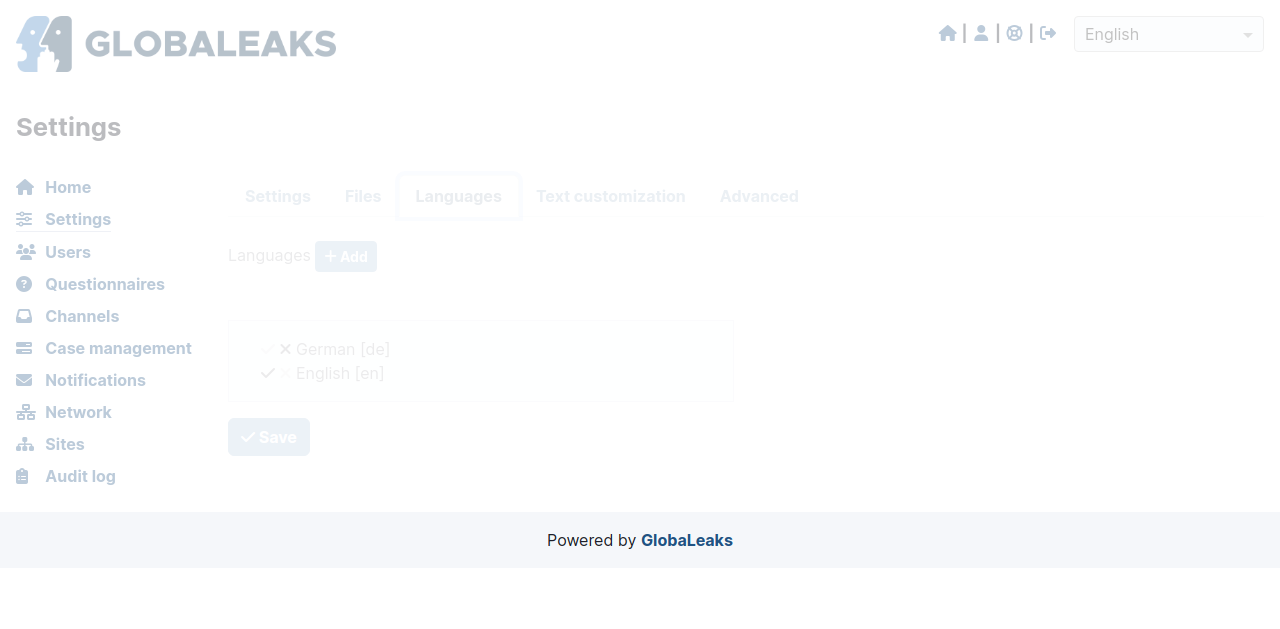 GLOBALEAKS
English
Settings
Home
Settings
Users
Questionnaires
Channels
Case management
Notifications
Network
Sites
Audit log
Settings Files Languages Text customization Advanced
Languages Add
German [de]
English [en]
Save
Powered by GlobaLeaks